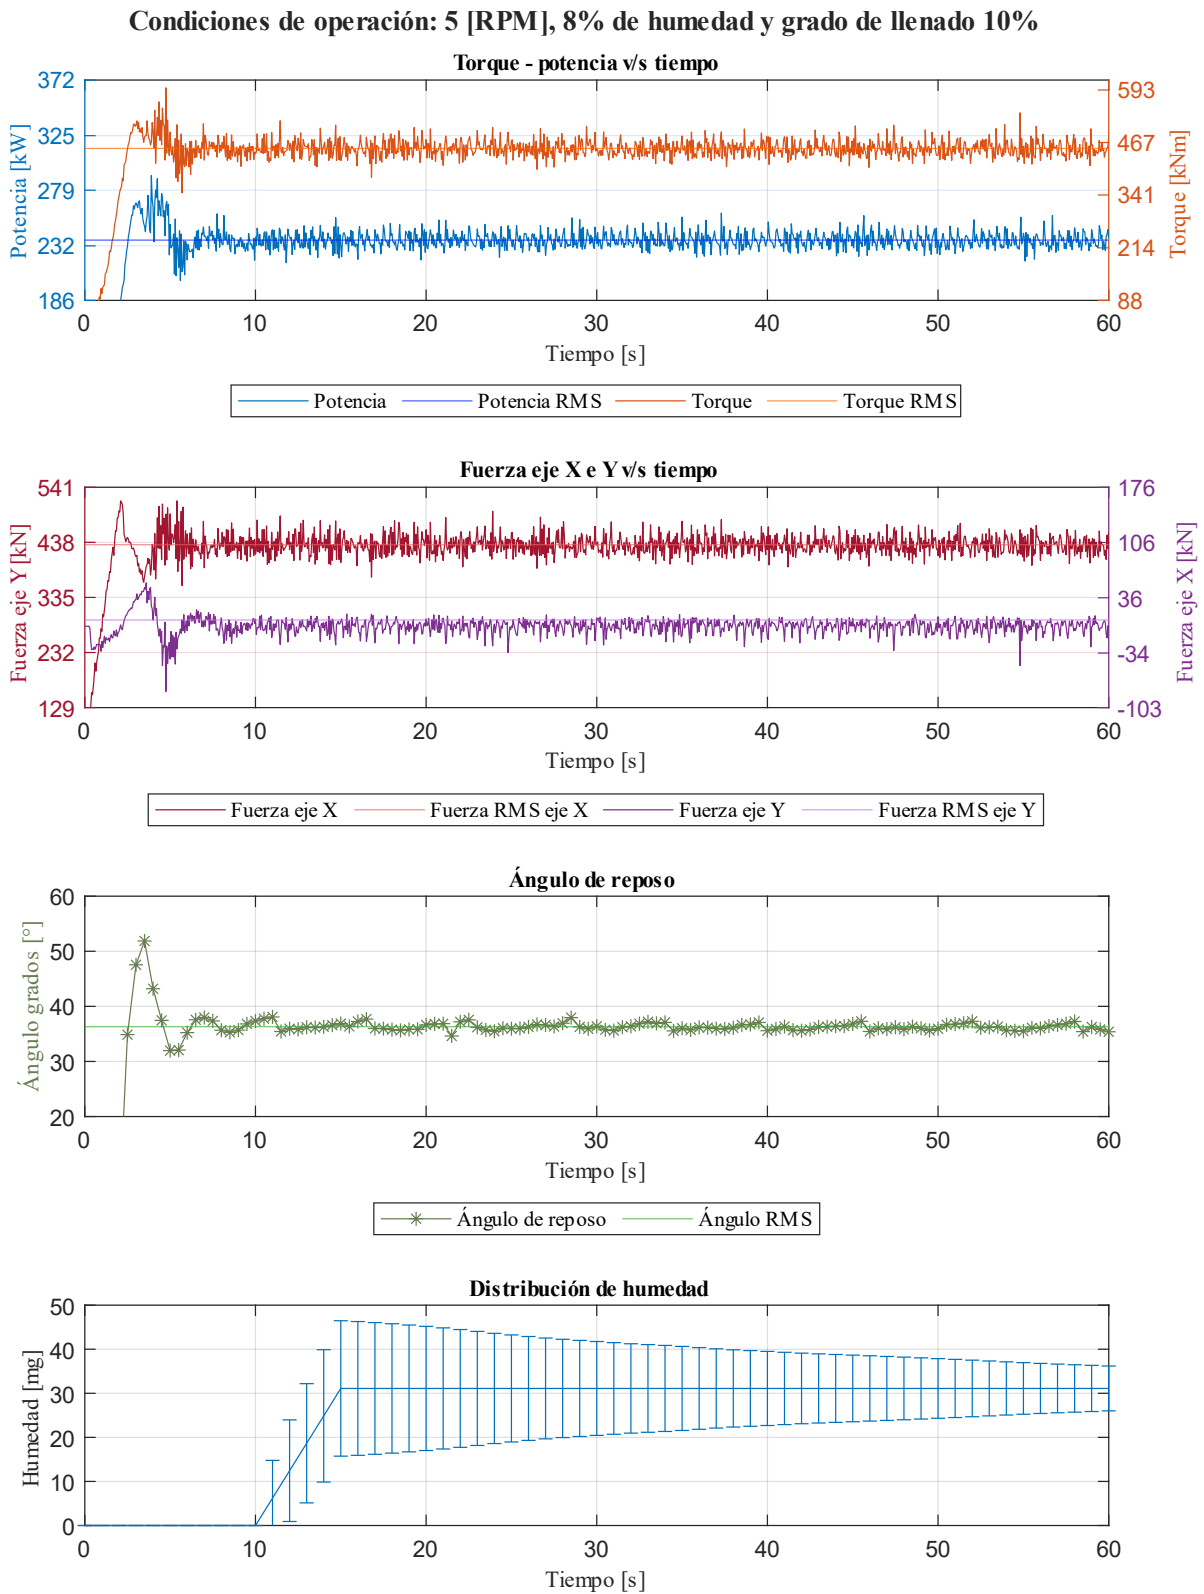 Condiciones de operación: 5 [RPM], 8% de humedad y grado de llenado 10%
Torque - potencia v/s tiempo
Potencia [kW]
372
325
279
232
186
593
467
341
214
88
Torque [kNm]
0 10 20 30 40 50 60
Tiempo [s]
Potencia Potencia RMS Torque Torque RMS
Fuerza eje X e Y v/s tiempo
Fuerza eje Y [kN]
541
438
335
232
129
176
106
36
-34
-103
Fuerza eje X [kN]
0 10 20 30 40 50 60
Tiempo [s]
Fuerza eje X Fuerza RMS eje X Fuerza eje Y Fuerza RMS eje Y
Ángulo de reposo
Ángulo grados [°]
60
50
40
30
20
0 10 20 30 40 50 60
Tiempo [s]
Ángulo de reposo Ángulo RMS
Distribución de humedad
Humedad [mg]
50
40
30
20
10
0
0 10 20 30 40 50 60
Tiempo [s]